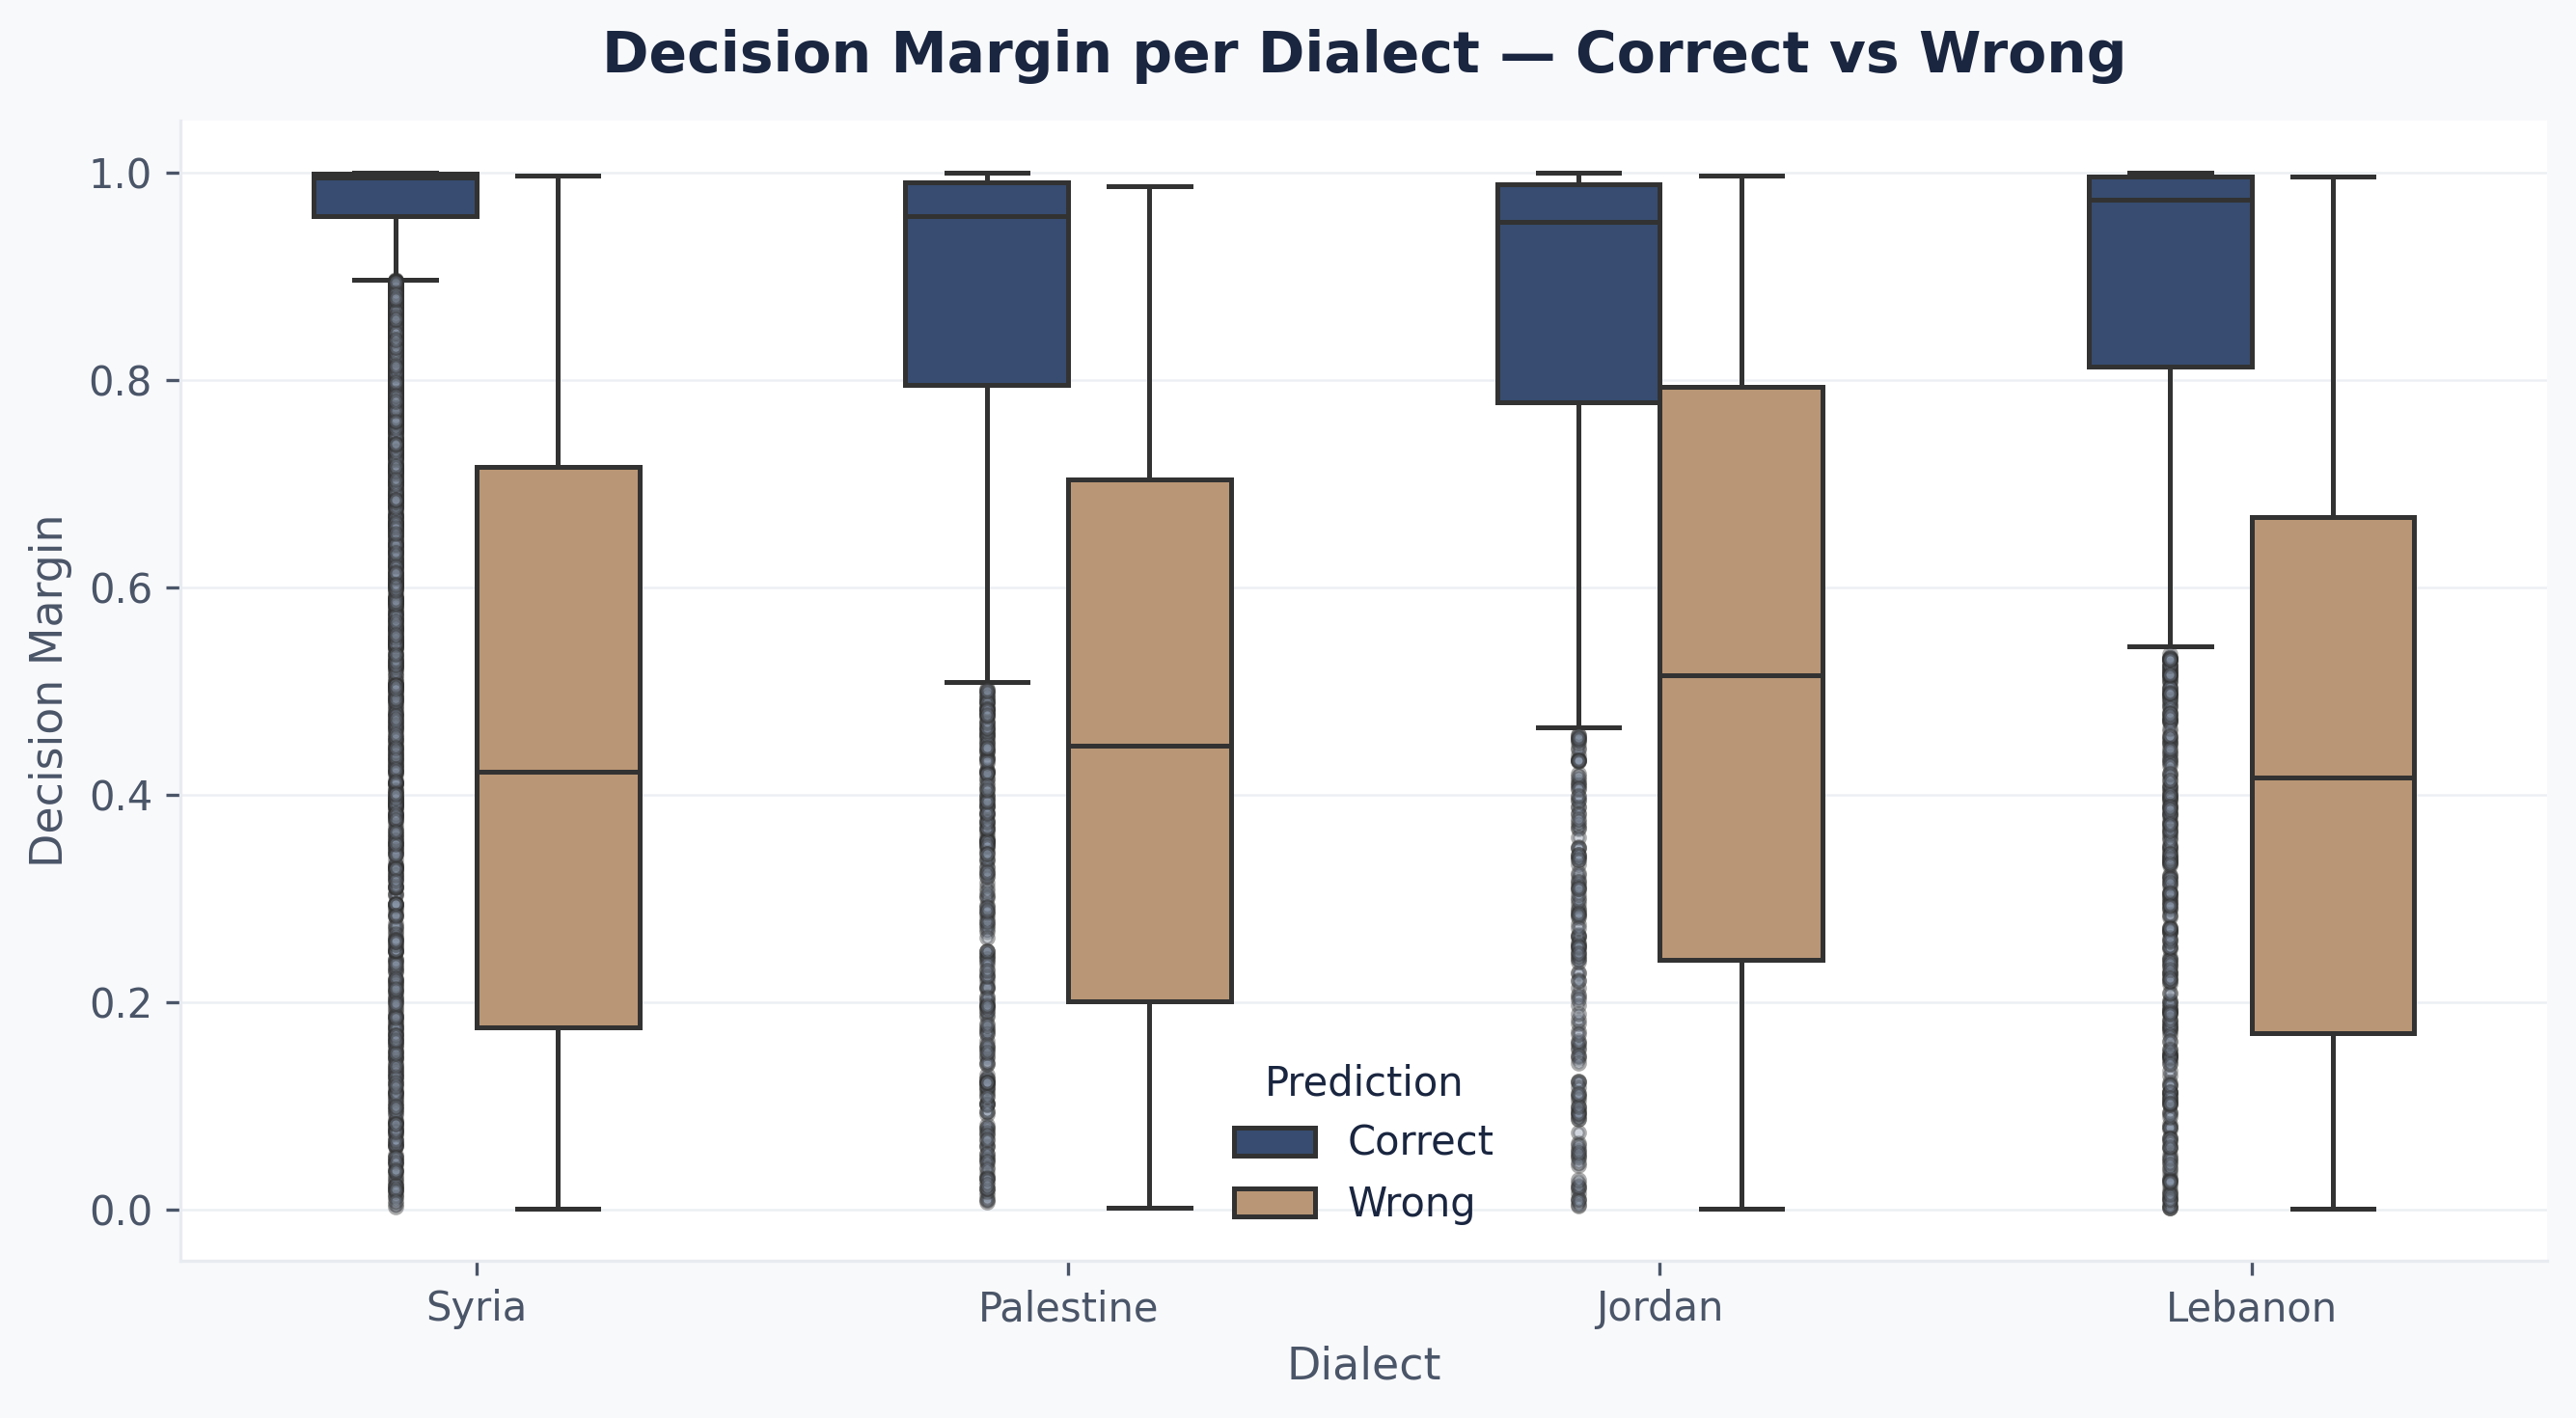 Decision Margin per Dialect — Correct vs Wrong
Decision Margin
1.0
0.8
0.6
0.4
0.2
0.0
Prediction
Correct
Wrong
Syria
Palestine
Jordan
Lebanon
Dialect